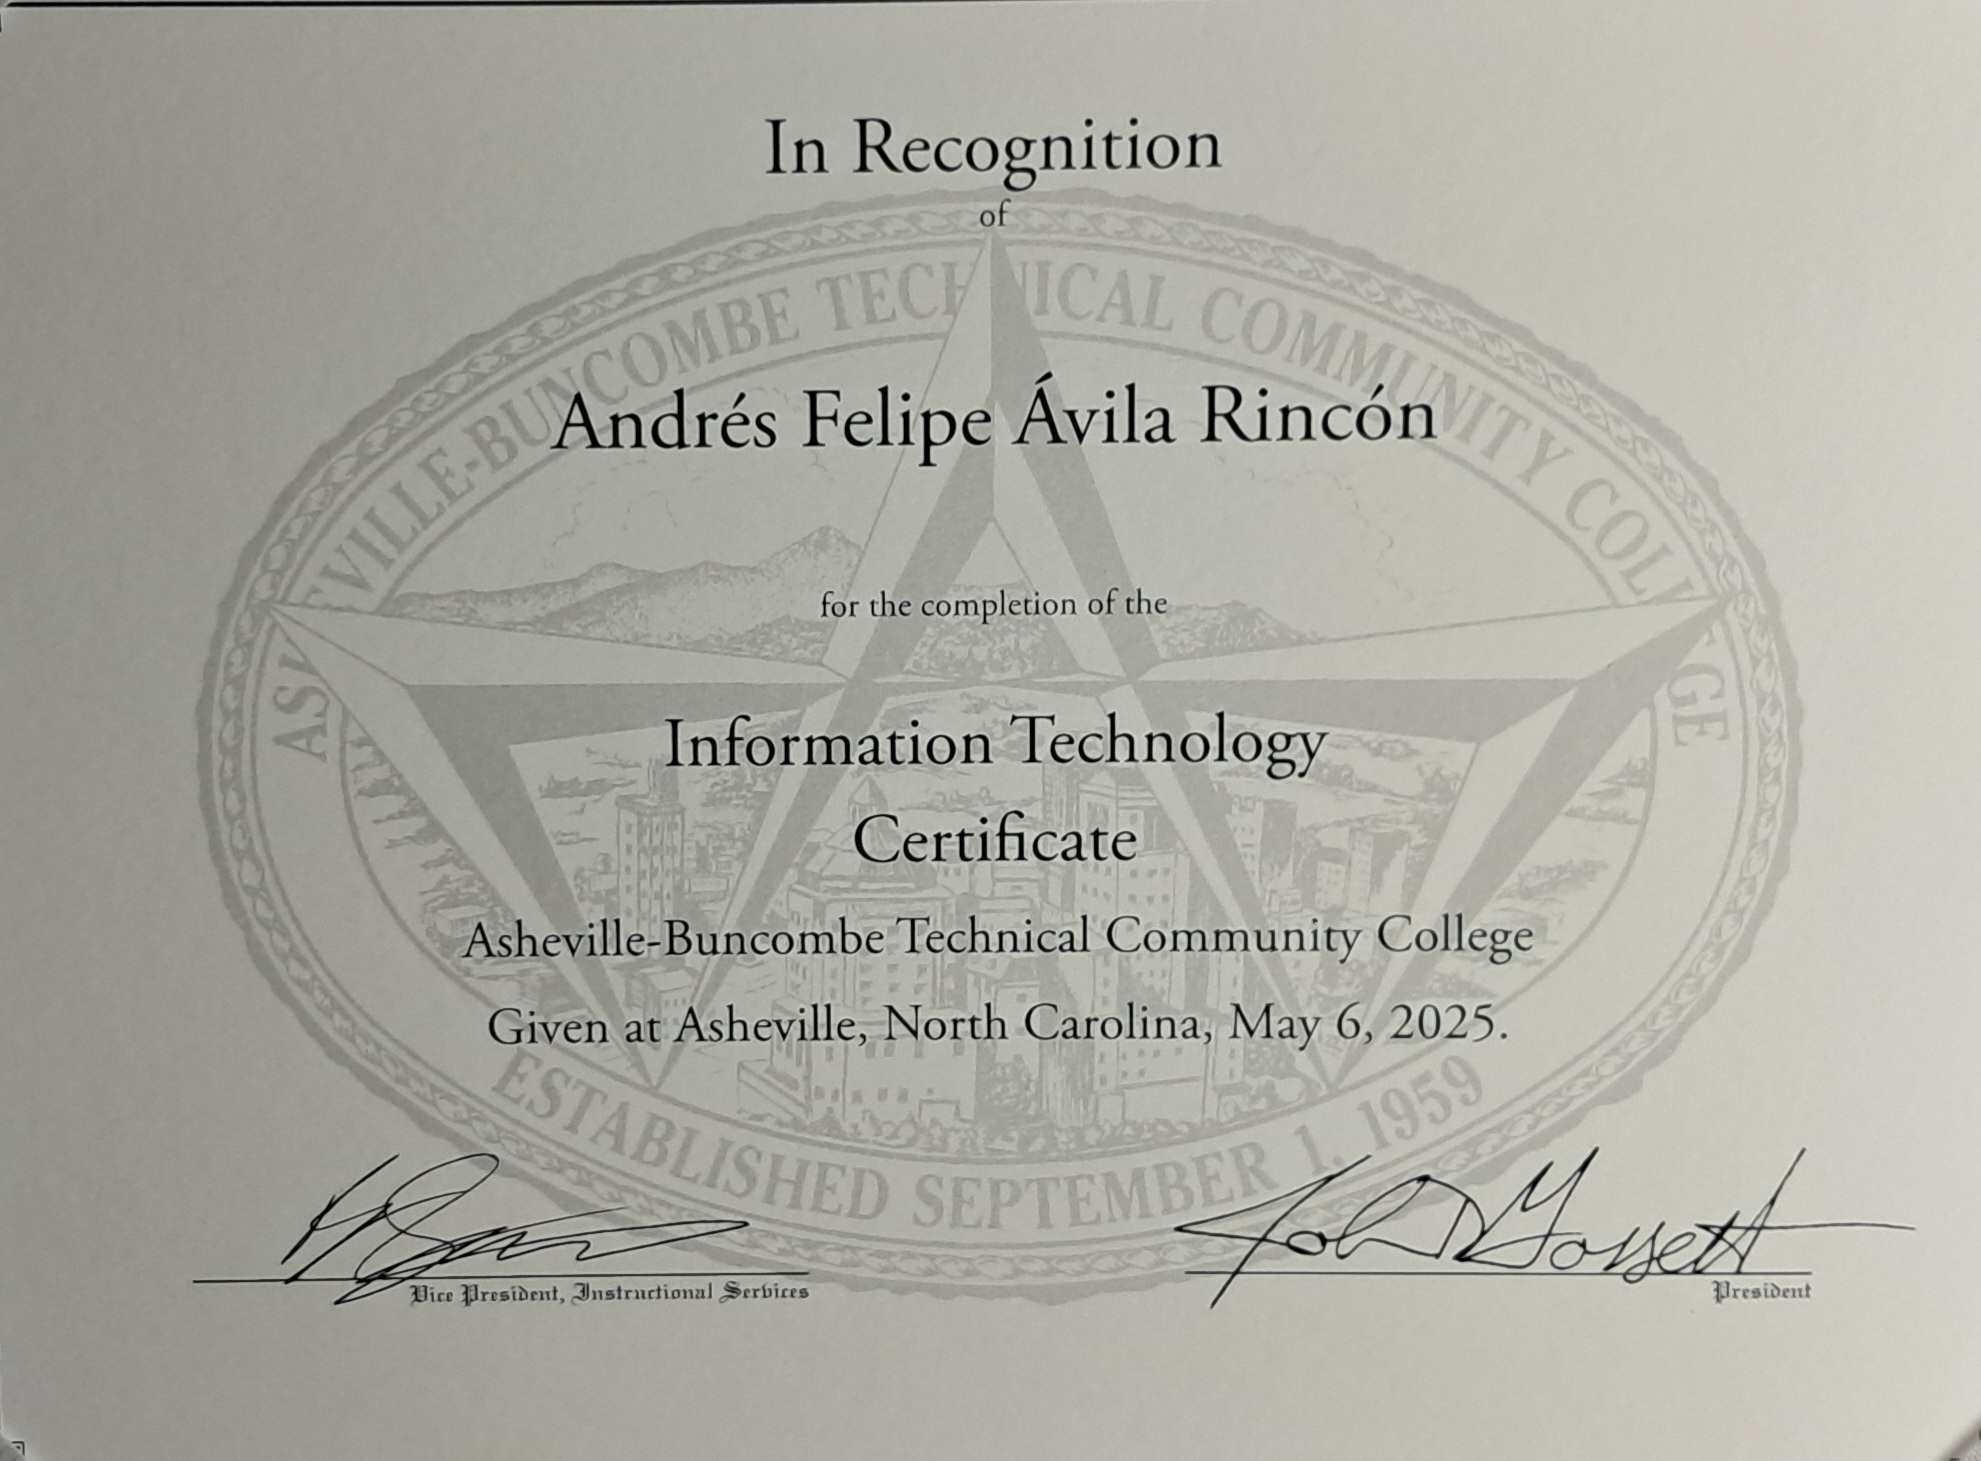 In Recognition
of
ASHEVILLE-BUNCOMBE TECHNICAL COMMUNITY COLLEGE
Andrés Felipe Ávila Rincón
for the completion of the
Information Technology
Certificate
Asheville-Buncombe Technical Community College
Given at Asheville, North Carolina, May 6, 2025.
ESTABLISHED SEPTEMBER 1, 1959
John D Gossett
Vice President, Instructional Services
President